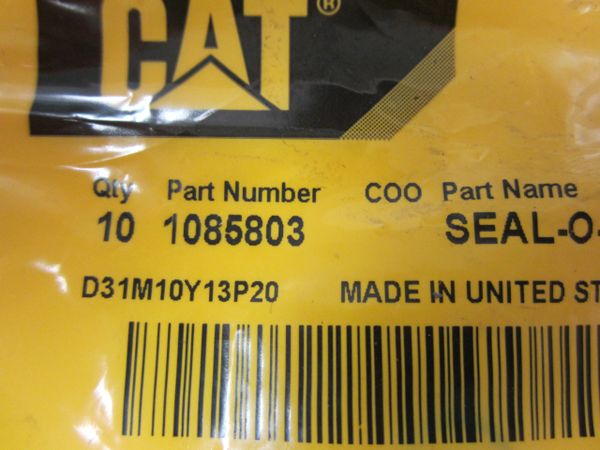 CAT®
Qty Part Number COO Part Name
10 1085803 SEAL-O-
D31M10Y13P20 MADE IN UNITED ST